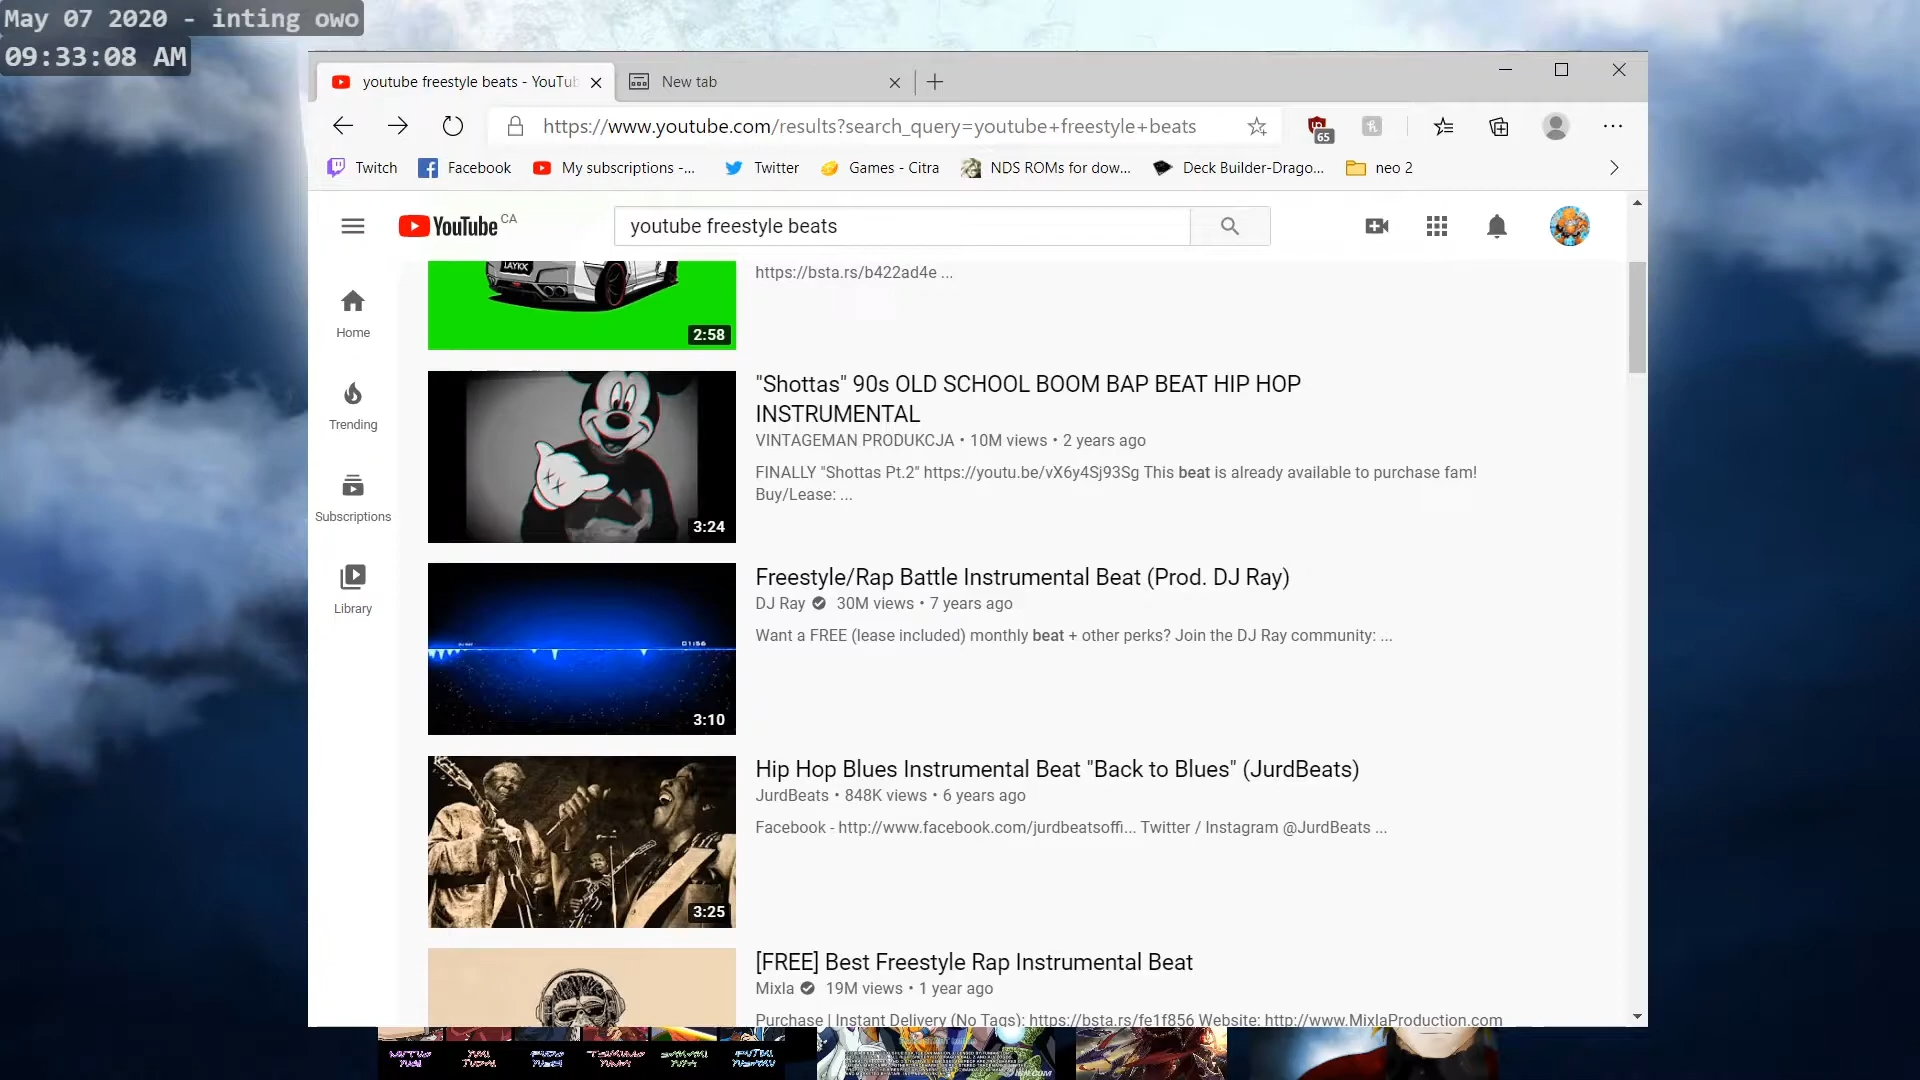 May 07 2020 - inting owo
09:33:08 AM
youtube freestyle beats - YouTub
New tab
https://www.youtube.com/results?search_query=youtube+freestyle+beats
65
Twitch
Facebook
My subscriptions -...
Twitter
Games - Citra
NDS ROMs for dow...
Deck Builder-Drago...
neo 2
YouTube CA
youtube freestyle beats
Home
Trending
Subscriptions
Library
LAYKX
2:58
https://bsta.rs/b422ad4e ...
"Shottas" 90s OLD SCHOOL BOOM BAP BEAT HIP HOP
INSTRUMENTAL
VINTAGEMAN PRODUKCJA • 10M views • 2 years ago
FINALLY "Shottas Pt.2" https://youtu.be/vX6y4Sj93Sg This beat is already available to purchase fam!
Buy/Lease: ...
3:24
Freestyle/Rap Battle Instrumental Beat (Prod. DJ Ray)
DJ Ray 30M views • 7 years ago
Want a FREE (lease included) monthly beat + other perks? Join the DJ Ray community: ...
01:56
3:10
Hip Hop Blues Instrumental Beat "Back to Blues" (JurdBeats)
JurdBeats • 848K views • 6 years ago
Facebook - http://www.facebook.com/jurdbeatsoffi... Twitter / Instagram @JurdBeats ...
3:25
[FREE] Best Freestyle Rap Instrumental Beat
Mixla 19M views • 1 year ago
Purchase | Instant Delivery (No Tags): https://bsta.rs/fe1f856 Website: http://www.MixlaProduction.com